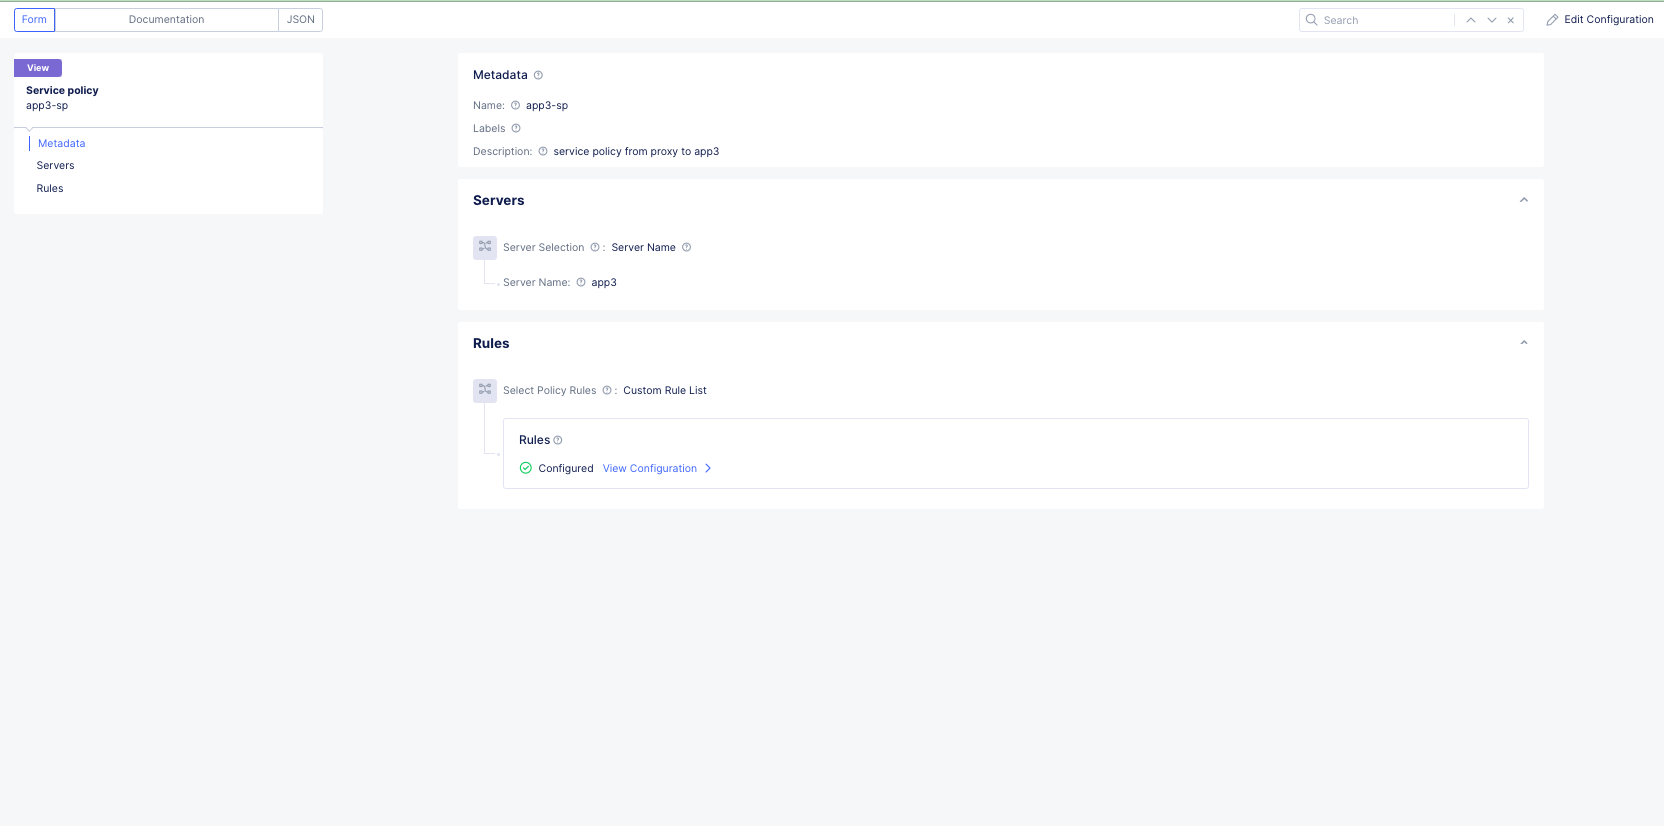 Form Documentation JSON Search Edit Configuration
View
Service policy
app3-sp
Metadata
Servers
Rules
Metadata
Name: app3-sp
Labels
Description: service policy from proxy to app3
Servers
Server Selection : Server Name
Server Name: app3
Rules
Select Policy Rules : Custom Rule List
Rules
Configured View Configuration